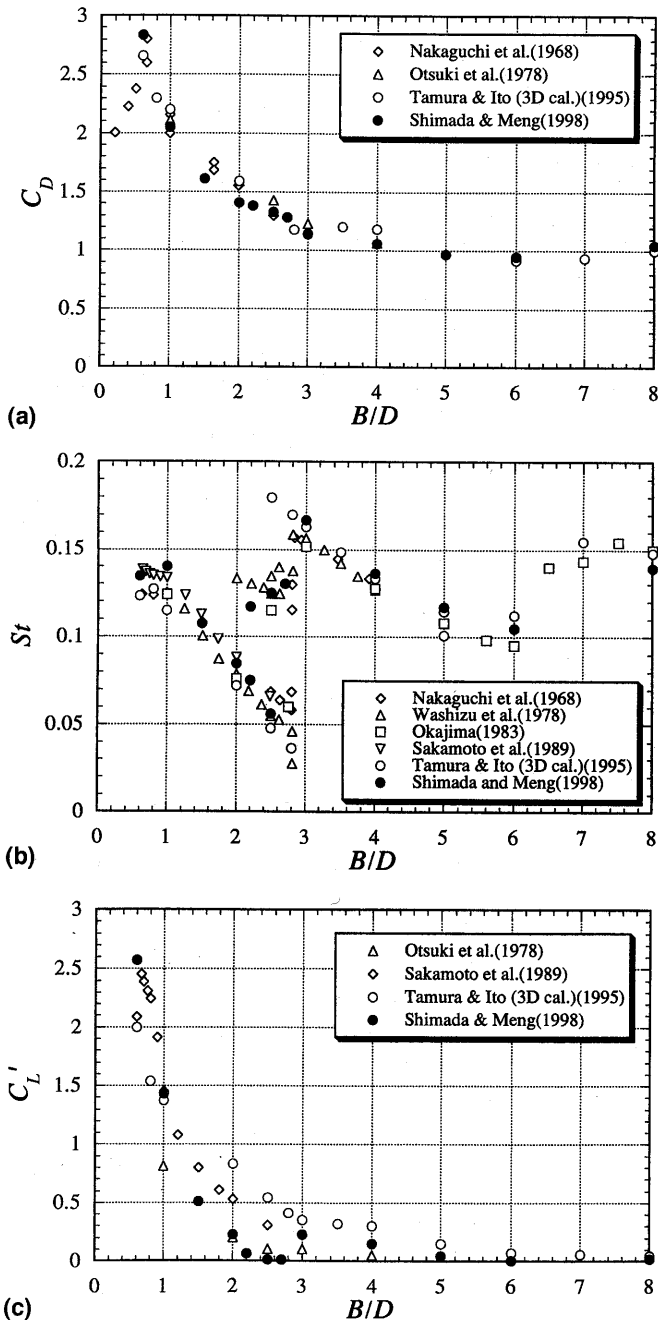 3
2.5
2
1.5
1
0.5
0
C_D
Nakaguchi et al.(1968)
Otsuki et al.(1978)
Tamura & Ito (3D cal.)(1995)
Shimada & Meng(1998)
0 1 2 3 4 5 6 7 8
B/D
(a)
0.2
0.15
0.1
0.05
0
St
Nakaguchi et al.(1968)
Washizu et al.(1978)
Okajima(1983)
Sakamoto et al.(1989)
Tamura & Ito (3D cal.)(1995)
Shimada and Meng(1998)
0 1 2 3 4 5 6 7 8
B/D
(b)
3
2.5
2
1.5
1
0.5
0
C_L'
Otsuki et al.(1978)
Sakamoto et al.(1989)
Tamura & Ito (3D cal.)(1995)
Shimada & Meng(1998)
0 1 2 3 4 5 6 7 8
B/D
(c)